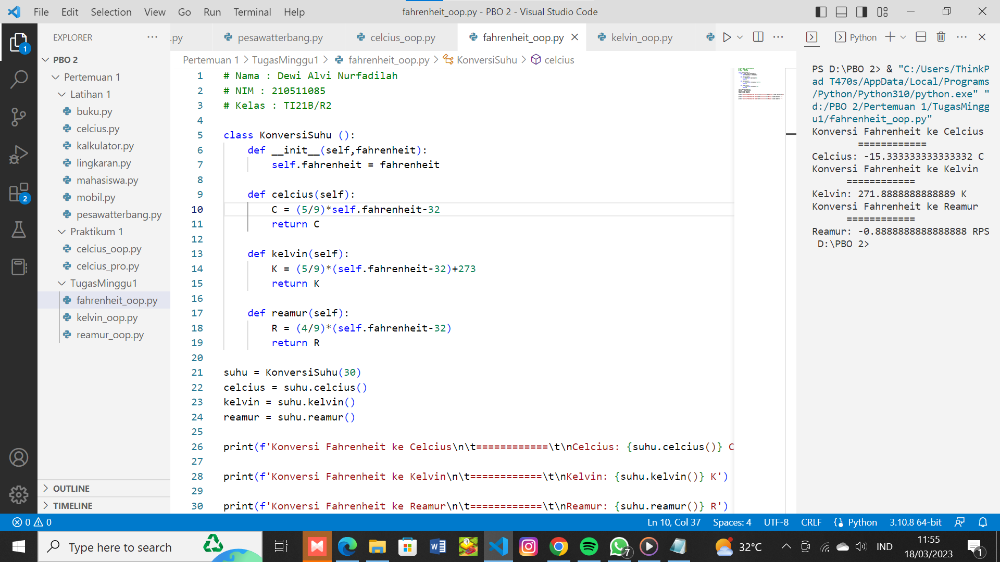 File Edit Selection View Go Run Terminal Help
fahrenheit_oop.py - PBO 2 - Visual Studio Code
EXPLORER
.py
pesawatterbang.py
celcius_oop.py
fahrenheit_oop.py
kelvin_oop.py
Python
PBO 2
Pertemuan 1
Latihan 1
buku.py
celcius.py
kalkulator.py
lingkaran.py
mahasiswa.py
mobil.py
pesawatterbang.py
Praktikum 1
celcius_oop.py
celcius_pro.py
TugasMinggu1
fahrenheit_oop.py
kelvin_oop.py
reamur_oop.py
OUTLINE
TIMELINE
1
2
Pertemuan 1 > TugasMinggu1 > fahrenheit_oop.py > KonversiSuhu > celcius
1 # Nama : Dewi Alvi Nurfadilah
2 # NIM : 210511085
3 # Kelas : TI21B/R2
4
5 class KonversiSuhu ():
6 def __init__(self,fahrenheit):
7 self.fahrenheit = fahrenheit
8
9 def celcius(self):
10 C = (5/9)*self.fahrenheit-32
11 return C
12
13 def kelvin(self):
14 K = (5/9)*(self.fahrenheit-32)+273
15 return K
16
17 def reamur(self):
18 R = (4/9)*(self.fahrenheit-32)
19 return R
20
21 suhu = KonversiSuhu(30)
22 celcius = suhu.celcius()
23 kelvin = suhu.kelvin()
24 reamur = suhu.reamur()
25
26 print(f'Konversi Fahrenheit ke Celcius\n\t============\t\nCelcius: {suhu.celcius()} C
27
28 print(f'Konversi Fahrenheit ke Kelvin\n\t============\t\nKelvin: {suhu.kelvin()} K')
29
30 print(f'Konversi Fahrenheit ke Reamur\n\t============\t\nReamur: {suhu.reamur()} R')
PS D:\PBO 2> & "C:/Users/ThinkP
ad T470s/AppData/Local/Programs
/Python/Python310/python.exe" "
d:/PBO 2/Pertemuan 1/TugasMingg
u1/fahrenheit_oop.py"
Konversi Fahrenheit ke Celcius
============
Celcius: -15.333333333333332 C
Konversi Fahrenheit ke Kelvin
============
Kelvin: 271.8888888888889 K
Konversi Fahrenheit ke Reamur
============
Reamur: -0.8888888888888888 RPS
D:\PBO 2>
0 0
Ln 10, Col 37 Spaces: 4 UTF-8 CRLF Python 3.10.8 64-bit
Type here to search
7
32°C
IND
11:55
18/03/2023
1